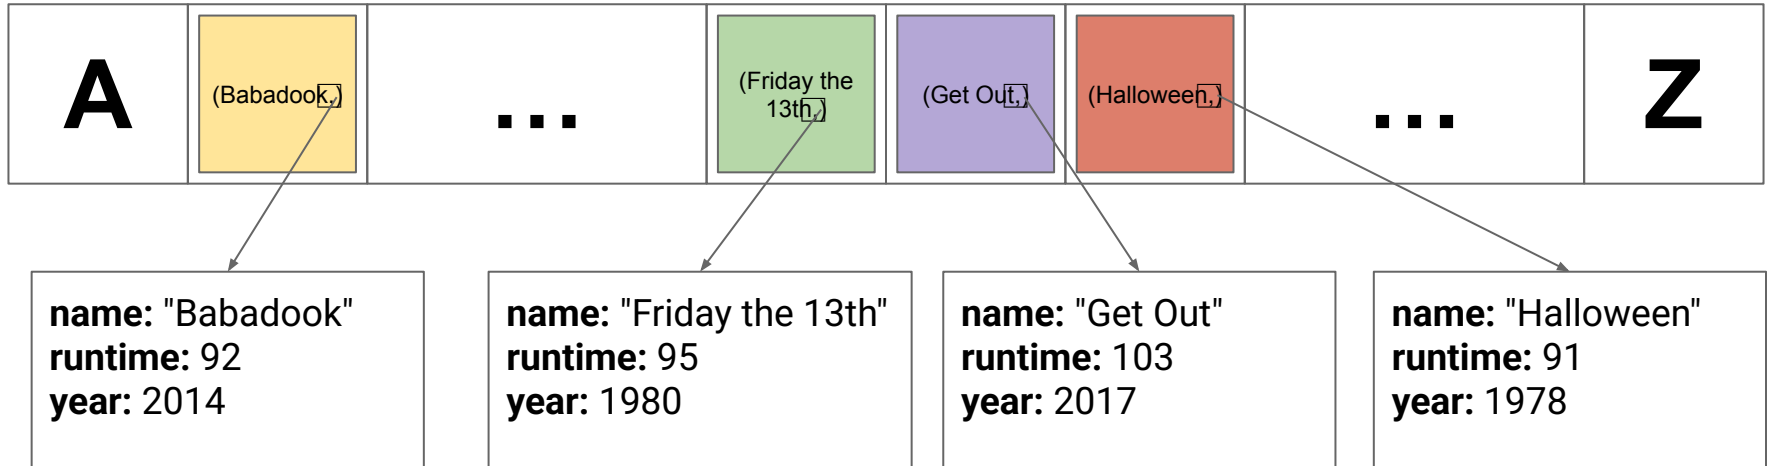 A
(Babadook,)
...
(Friday the
13th,)
(Get Out,)
(Halloween,)
...
Z
name: "Babadook"
runtime: 92
year: 2014
name: "Friday the 13th"
runtime: 95
year: 1980
name: "Get Out"
runtime: 103
year: 2017
name: "Halloween"
runtime: 91
year: 1978